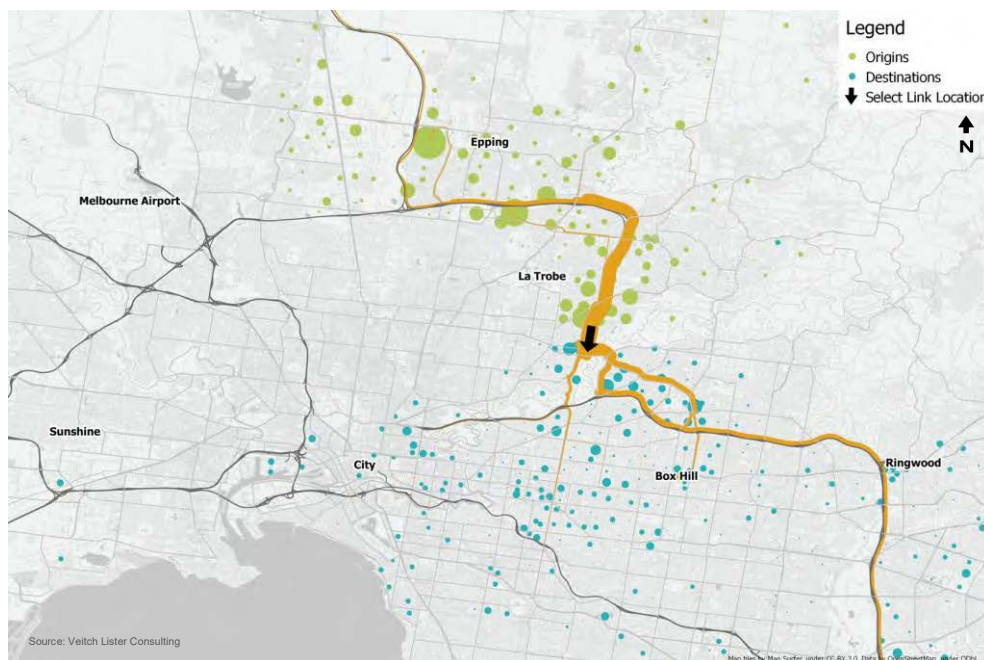 Legend
Origins
Destinations
Select Link Location
N
Epping
Melbourne Airport
La Trobe
Sunshine
City
Box Hill
Ringwood
Source: Veitch Lister Consulting